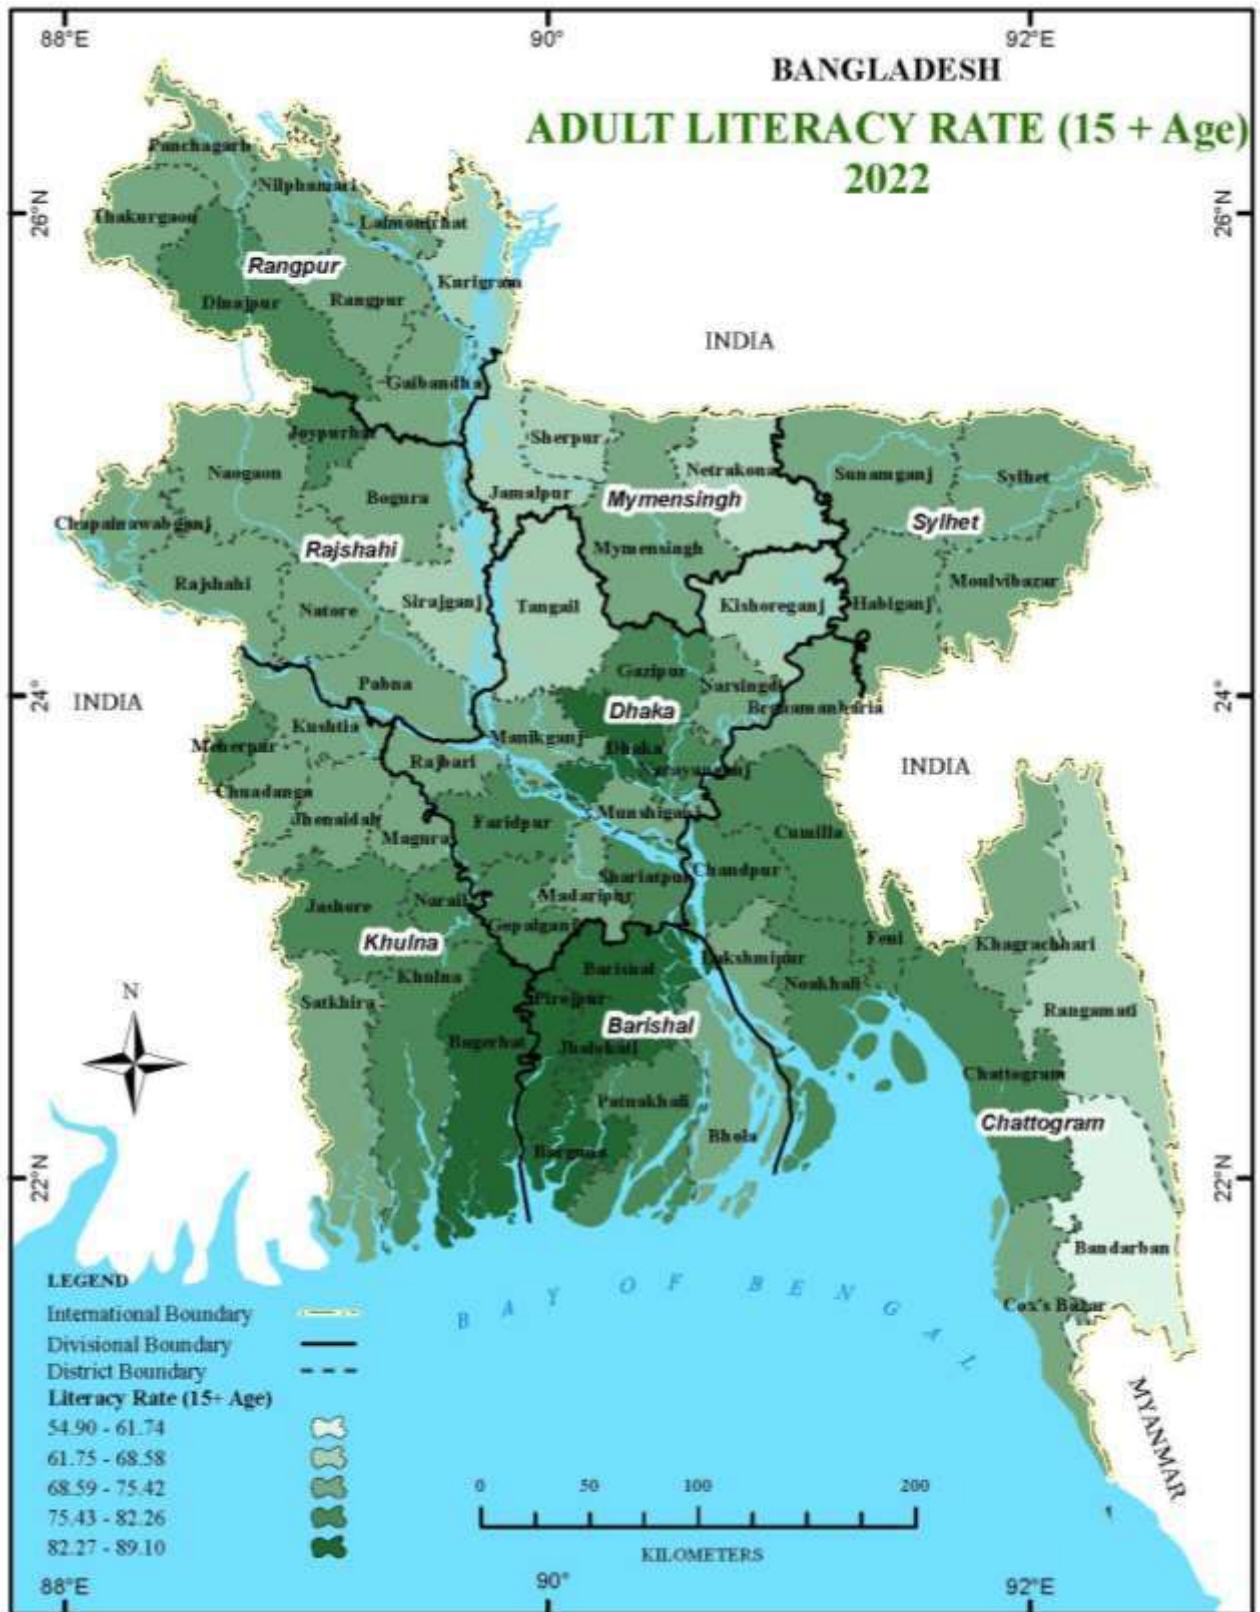 88°E 90° 92°E
BANGLADESH
ADULT LITERACY RATE (15 + Age)
2022
Panchagarh
Nilphamari
Thakurgaon
Lalmonirhat
26°N
26°N
Rangpur
Kurigram
Dinajpur
Rangpur
INDIA
Gaibandha
Joypurhat
Sherpur
Naogaon
Netrakona
Sunamganj
Sylhet
Bogura
Jamalpur
Mymensingh
Chapainawabganj
Sylhet
Rajshahi
Mymensingh
Rajshahi
Moulvibazar
Natore
Sirajganj
Tangail
Kishoreganj
Habiganj
Gazipur
Pabna
Narsingdi
24°
24°
INDIA
Dhaka
Brahamanbaria
Kushtia
Manikganj
Meherpur
Dhaka
Rajbari
Narayanganj
INDIA
Chuadanga
Jhenaidah
Munshiganj
Magura
Faridpur
Cumilla
Shariatpur
Chandpur
Jashore
Narail
Madaripur
Gopalganj
Khulna
Feni
Khagrachhari
Lakshmipur
Khulna
Barishal
Noakhali
N
Satkhira
Pirojpur
Rangamati
Barishal
Bagerhat
Jhalokati
Chattogram
Patuakhali
Chattogram
Bhola
Barguna
22°N
22°N
Bandarban
Cox's Bazar
BAY OF BENGAL
MYANMAR
LEGEND
International Boundary
Divisional Boundary
District Boundary
Literacy Rate (15+ Age)
54.90 - 61.74
61.75 - 68.58
68.59 - 75.42
75.43 - 82.26
82.27 - 89.10
0 50 100 200
KILOMETERS
88°E 90° 92°E